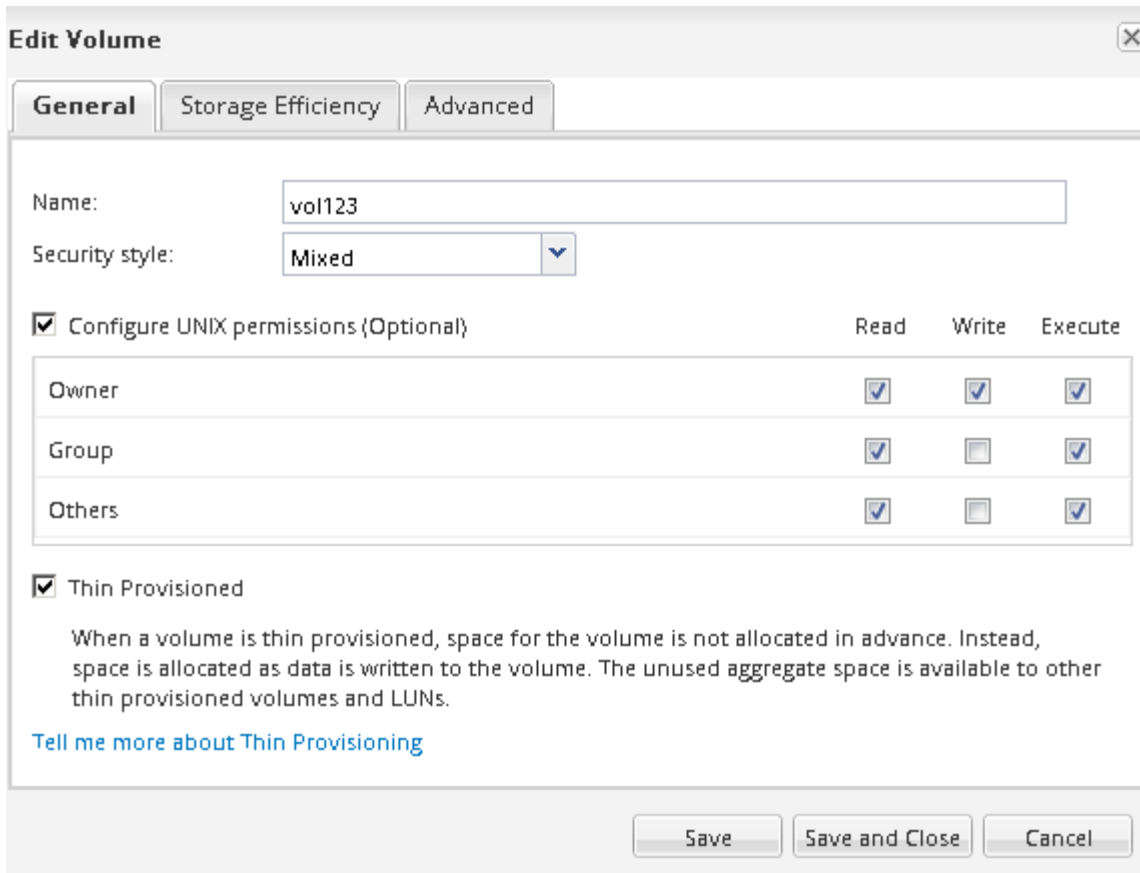 Edit Volume
General Storage Efficiency Advanced
Name: vol123
Security style: Mixed
Configure UNIX permissions (Optional) Read Write Execute
Owner
Group
Others
Thin Provisioned
When a volume is thin provisioned, space for the volume is not allocated in advance. Instead,
space is allocated as data is written to the volume. The unused aggregate space is available to other
thin provisioned volumes and LUNs.
Tell me more about Thin Provisioning
Save Save and Close Cancel